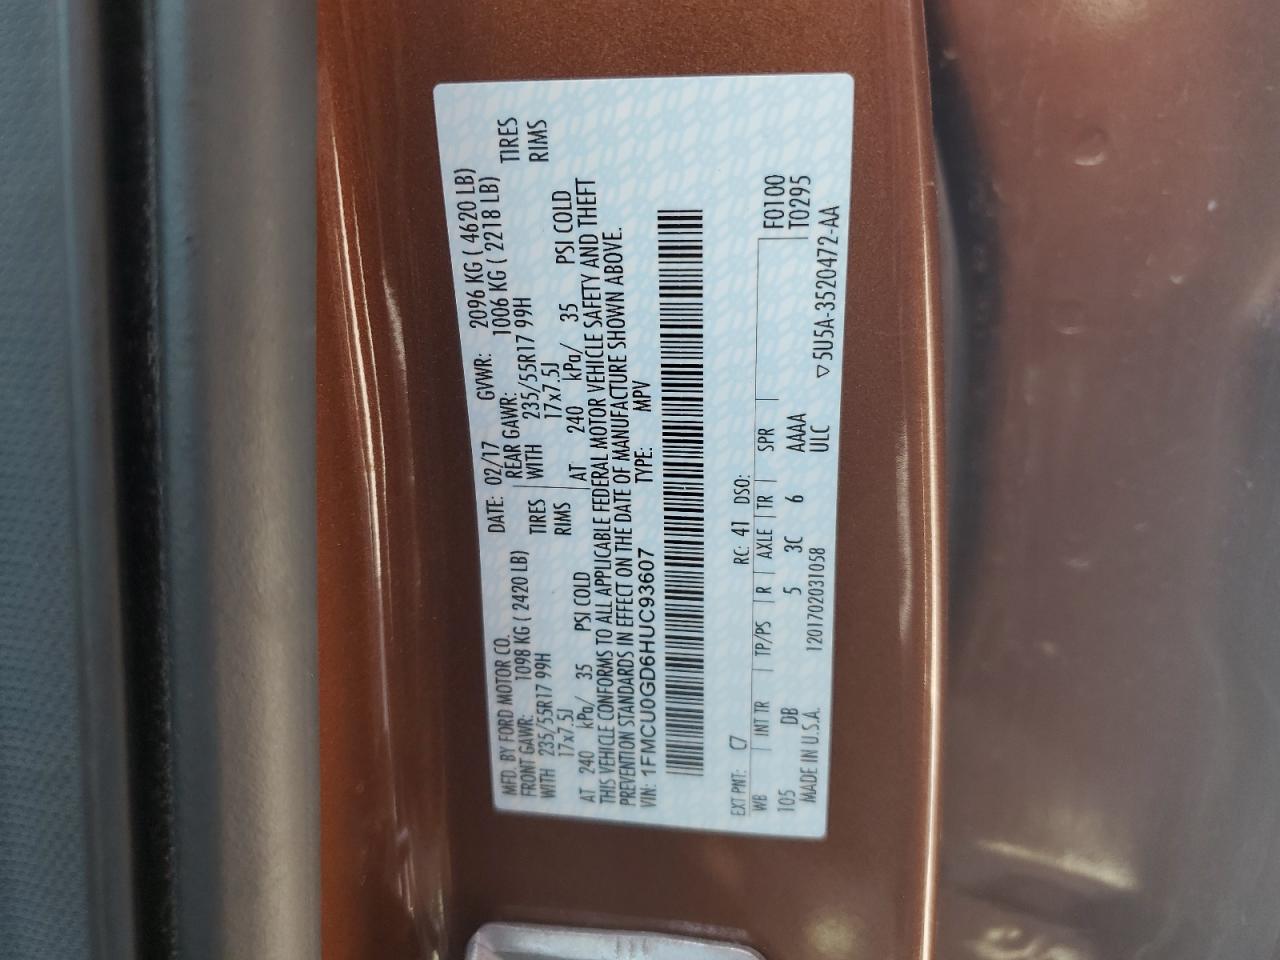 MFD. BY FORD MOTOR CO. DATE: 02/17 GVWR: 2096 KG ( 4620 LB)
FRONT GAWR: 1098 KG ( 2420 LB) REAR GAWR: 1006 KG ( 2218 LB)
WITH 235/55R17 99H TIRES WITH 235/55R17 99H TIRES
17x7.5J RIMS 17x7.5J RIMS
AT 240 kPa/ 35 PSI COLD AT 240 kPa/ 35 PSI COLD
THIS VEHICLE CONFORMS TO ALL APPLICABLE FEDERAL MOTOR VEHICLE SAFETY AND THEFT
PREVENTION STANDARDS IN EFFECT ON THE DATE OF MANUFACTURE SHOWN ABOVE.
VIN: 1FMCU0GD6HUC93607 TYPE: MPV
EXT PNT: C7 RC: 41 DSO:
WB INT TR TP/PS R AXLE TR SPR F0100
105 DB 5 3C 6 AAAA T0295
MADE IN U.S.A. 120170203105B ULC ▽5U5A-3520472-AA